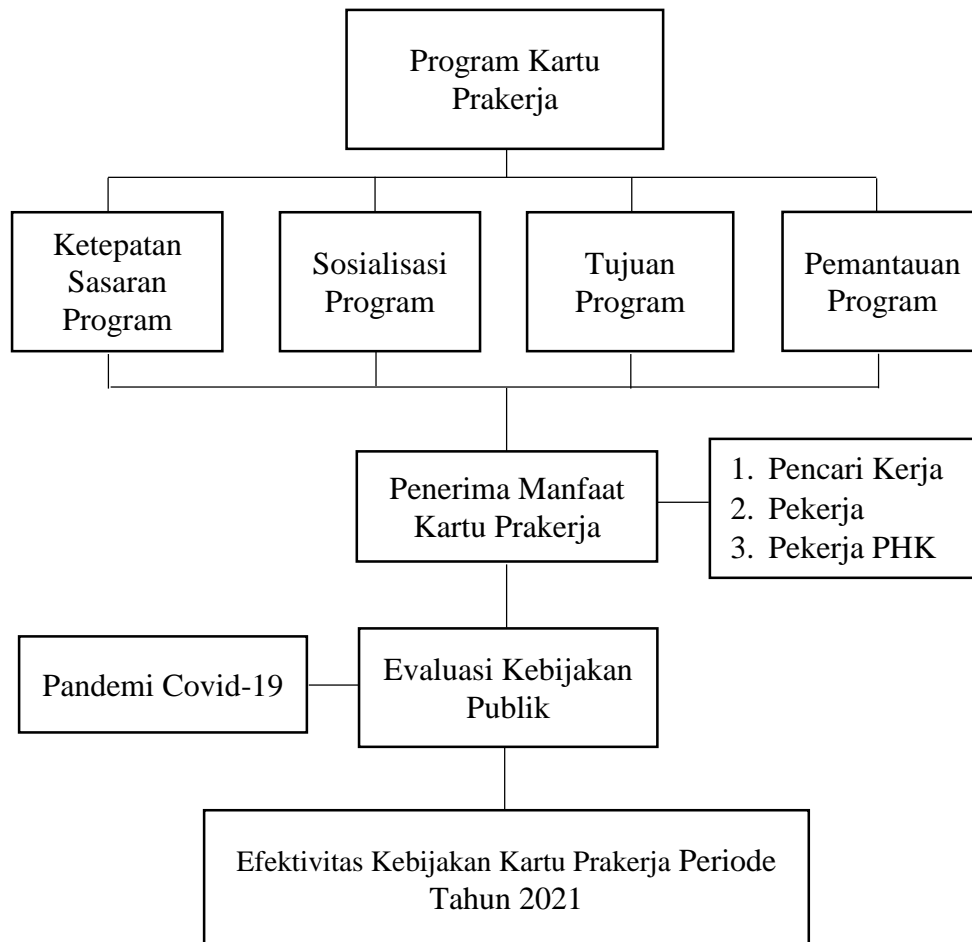 Program Kartu
Prakerja
Ketepatan
Sasaran
Program
Sosialisasi
Program
Tujuan
Program
Pemantauan
Program
Penerima Manfaat
Kartu Prakerja
1. Pencari Kerja
2. Pekerja
3. Pekerja PHK
Pandemi Covid-19
Evaluasi Kebijakan
Publik
Efektivitas Kebijakan Kartu Prakerja Periode
Tahun 2021